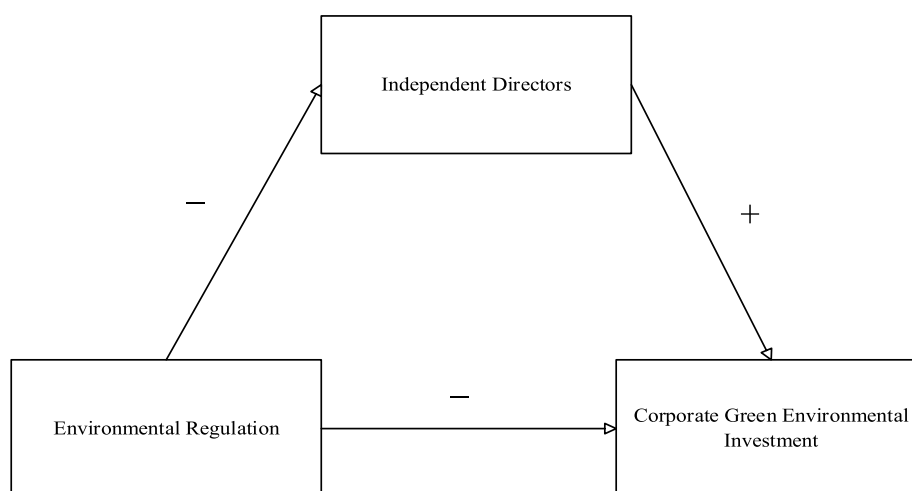 Independent Directors
−
+
−
Environmental Regulation
Corporate Green Environmental
Investment